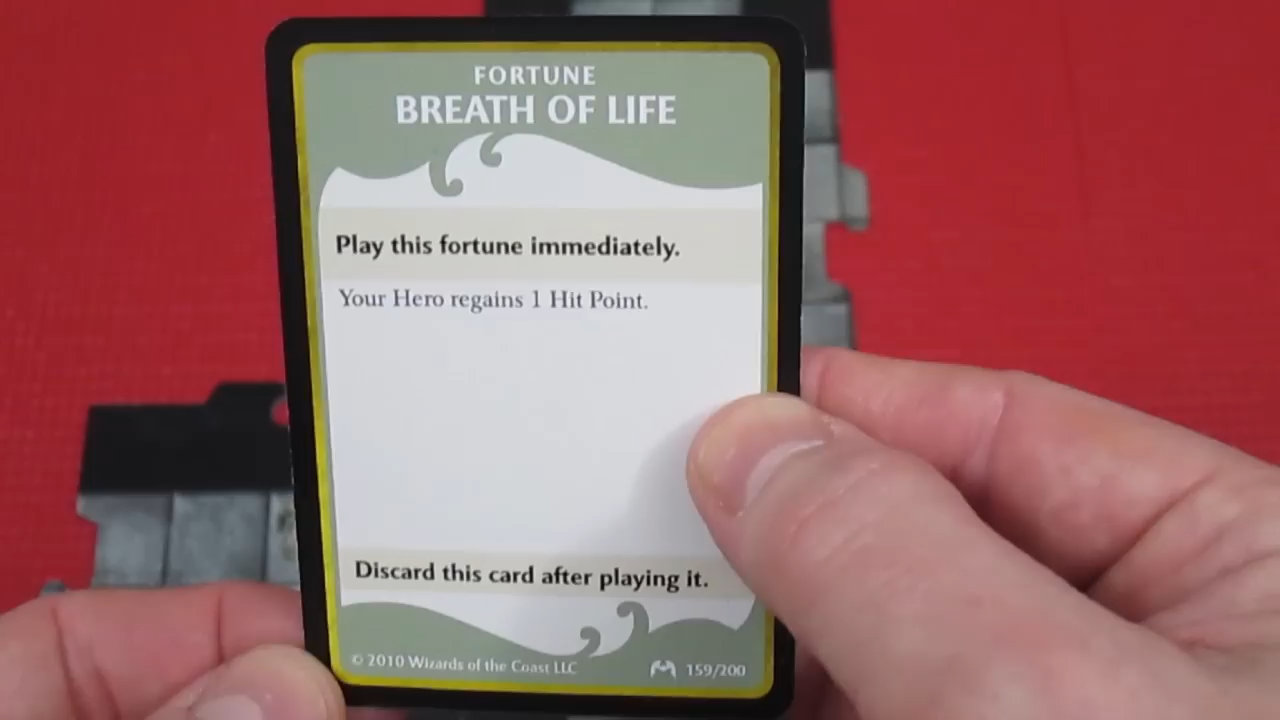 FORTUNE
BREATH OF LIFE
Play this fortune immediately.
Your Hero regains 1 Hit Point.
Discard this card after playing it.
© 2010 Wizards of the Coast LLC
159/200